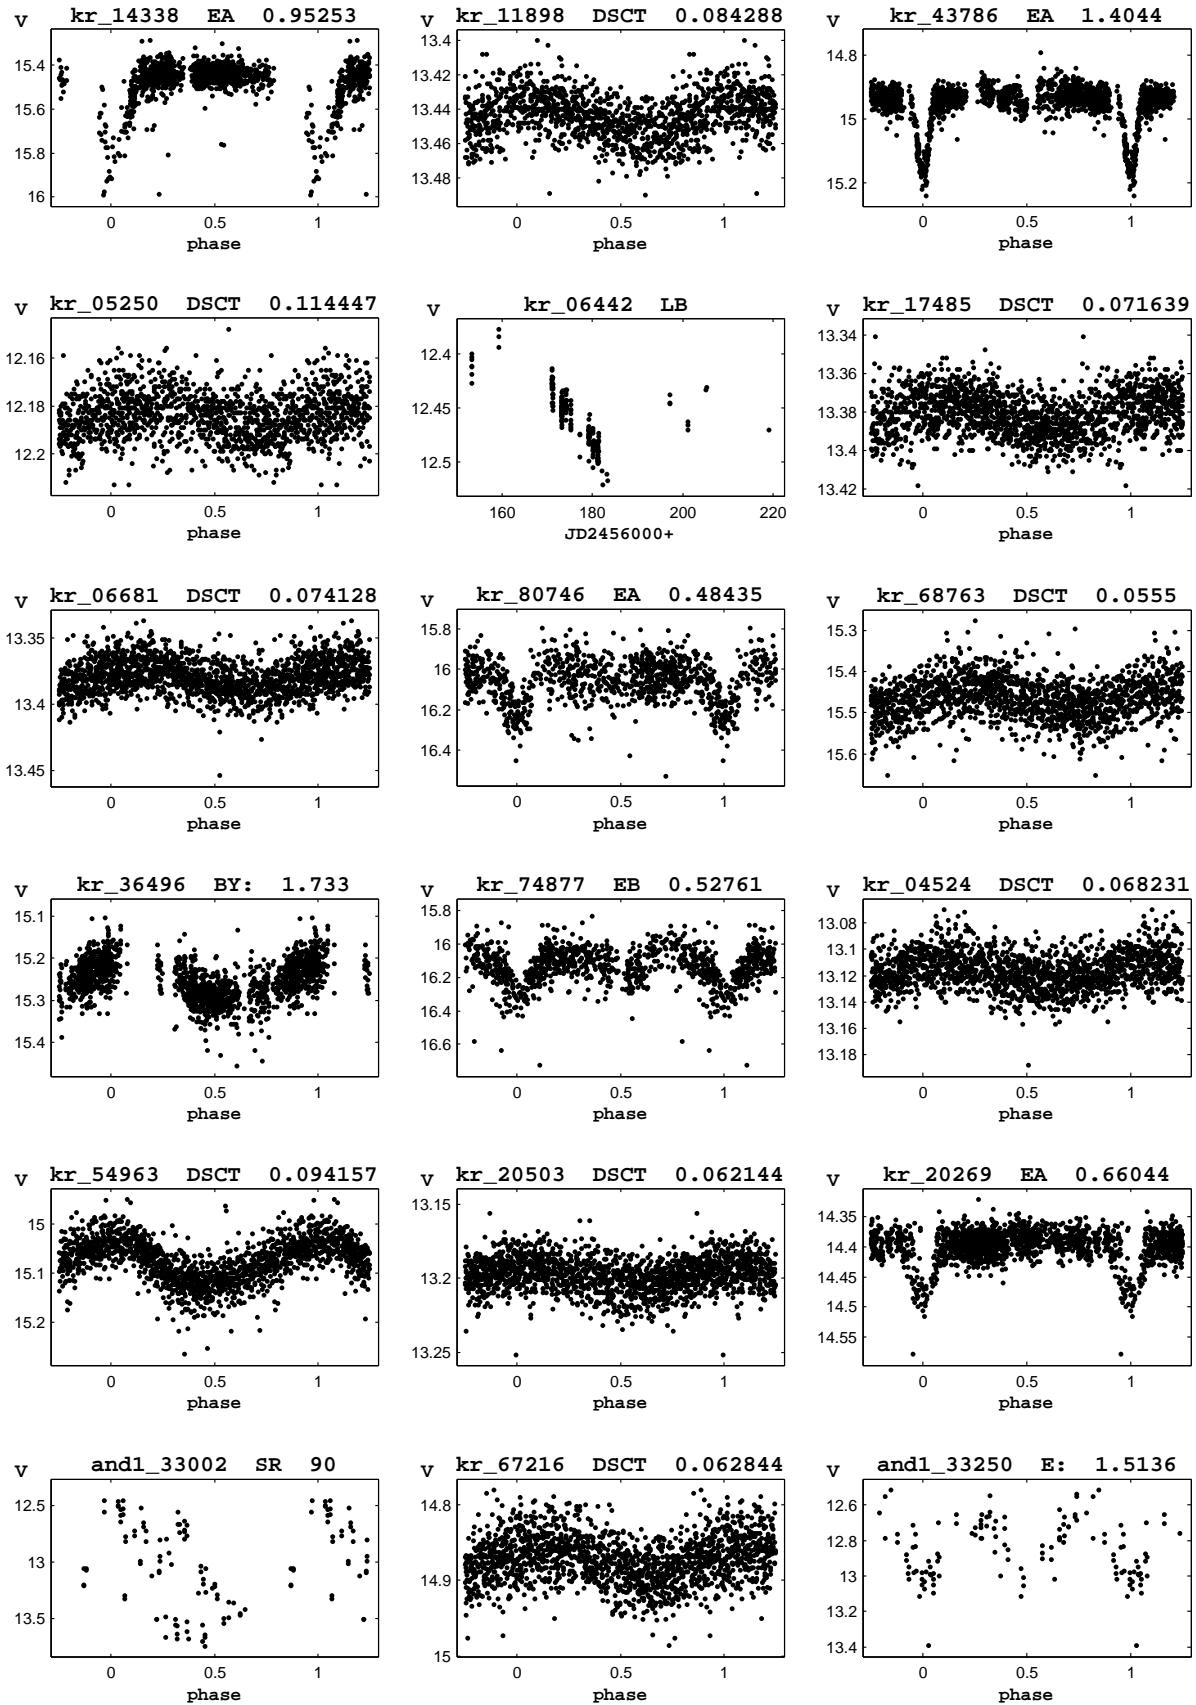 V kr_14338 EA 0.95253
15.4
15.6
15.8
16
0 0.5 1
phase
V kr_11898 DSCT 0.084288
13.4
13.42
13.44
13.46
13.48
0 0.5 1
phase
V kr_43786 EA 1.4044
14.8
15
15.2
0 0.5 1
phase
V kr_05250 DSCT 0.114447
12.16
12.18
12.2
0 0.5 1
phase
V kr_06442 LB
12.4
12.45
12.5
160 180 200 220
JD2456000+
V kr_17485 DSCT 0.071639
13.34
13.36
13.38
13.4
13.42
0 0.5 1
phase
V kr_06681 DSCT 0.074128
13.35
13.4
13.45
0 0.5 1
phase
V kr_80746 EA 0.48435
15.8
16
16.2
16.4
0 0.5 1
phase
V kr_68763 DSCT 0.0555
15.3
15.4
15.5
15.6
0 0.5 1
phase
V kr_36496 BY: 1.733
15.1
15.2
15.3
15.4
0 0.5 1
phase
V kr_74877 EB 0.52761
15.8
16
16.2
16.4
16.6
0 0.5 1
phase
V kr_04524 DSCT 0.068231
13.08
13.1
13.12
13.14
13.16
13.18
0 0.5 1
phase
V kr_54963 DSCT 0.094157
15
15.1
15.2
0 0.5 1
phase
V kr_20503 DSCT 0.062144
13.15
13.2
13.25
0 0.5 1
phase
V kr_20269 EA 0.66044
14.35
14.4
14.45
14.5
14.55
0 0.5 1
phase
V and1_33002 SR 90
12.5
13
13.5
0 0.5 1
phase
V kr_67216 DSCT 0.062844
14.8
14.9
15
0 0.5 1
phase
V and1_33250 E: 1.5136
12.6
12.8
13
13.2
13.4
0 0.5 1
phase